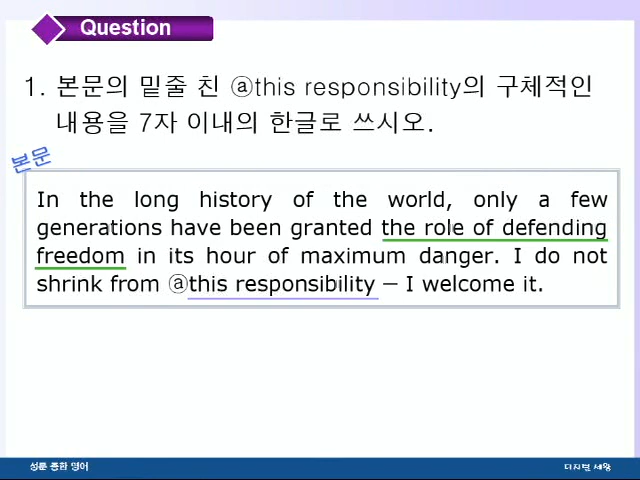 Question
1. 본문의 밑줄 친 ⓐthis responsibility의 구체적인
내용을 7자 이내의 한글로 쓰시오.
본문
In the long history of the world, only a few
generations have been granted the role of defending
freedom in its hour of maximum danger. I do not
shrink from ⓐthis responsibility – I welcome it.
성문 종합 영어
디지털 세왕